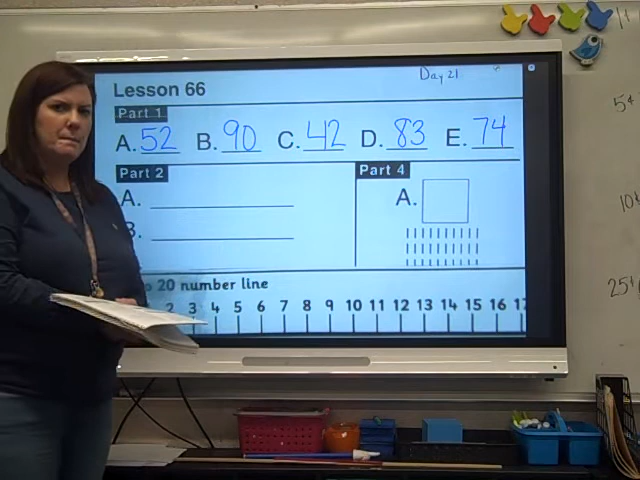 Day 21
Lesson 66
Part 1
A. 52 B. 90 C. 42 D. 83 E. 74
Part 2
Part 4
A.
A.
B.
20 number line
2 3 4 5 6 7 8 9 10 11 12 13 14 15 16 17
5¢
10¢
25¢